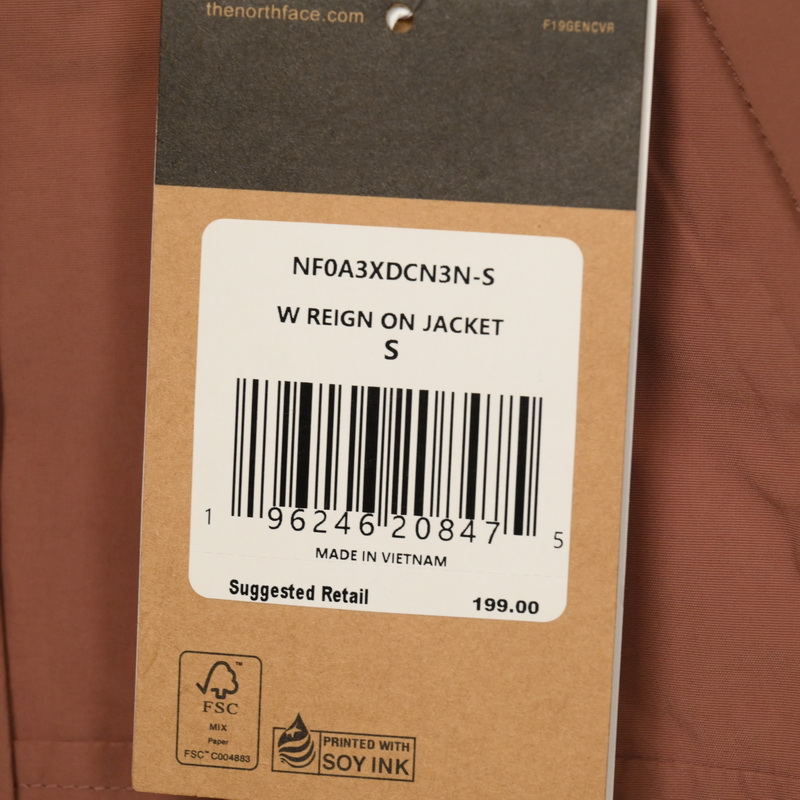 thenorthface.com
F19GENCVR
NF0A3XDCN3N-S
W REIGN ON JACKET
S
1 96246 20847 5
MADE IN VIETNAM
Suggested Retail 199.00
FSC
MIX
Paper
FSC™ C004883
PRINTED WITH
SOY INK